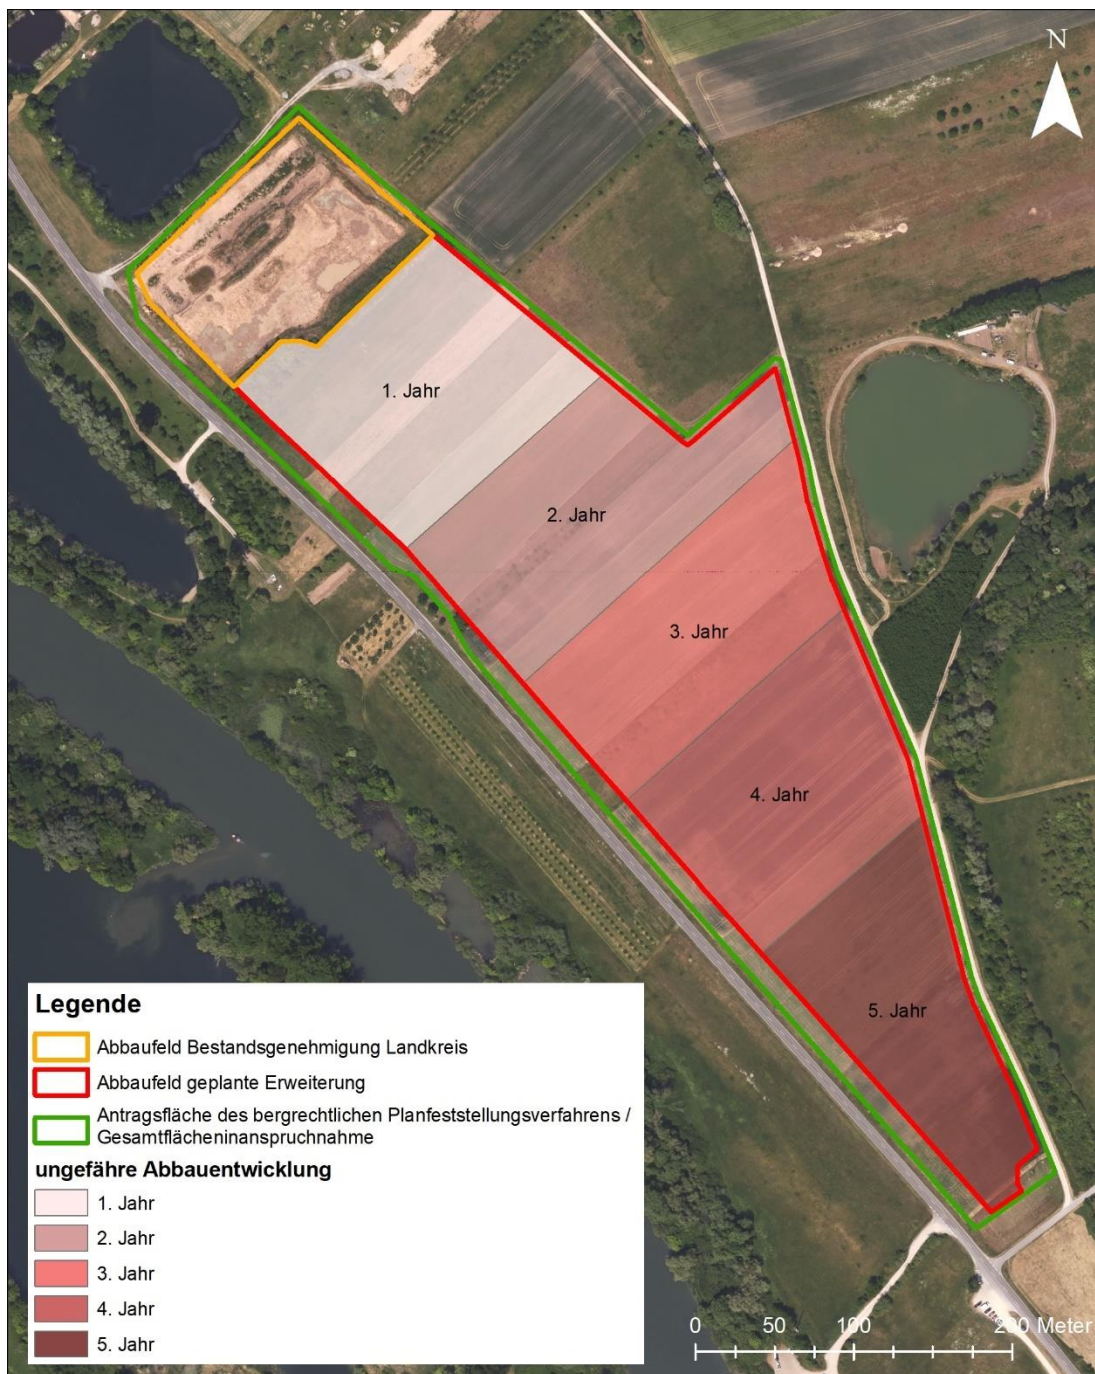 N
1. Jahr
2. Jahr
3. Jahr
4. Jahr
5. Jahr
Legende
Abbaufeld Bestandsgenehmigung Landkreis
Abbaufeld geplante Erweiterung
Antragsfläche des bergrechtlichen Planfeststellungsverfahrens /
Gesamtflächeninanspruchnahme
ungefähre Abbauentwicklung
1. Jahr
2. Jahr
3. Jahr
4. Jahr
5. Jahr
0 50 100 200 Meter